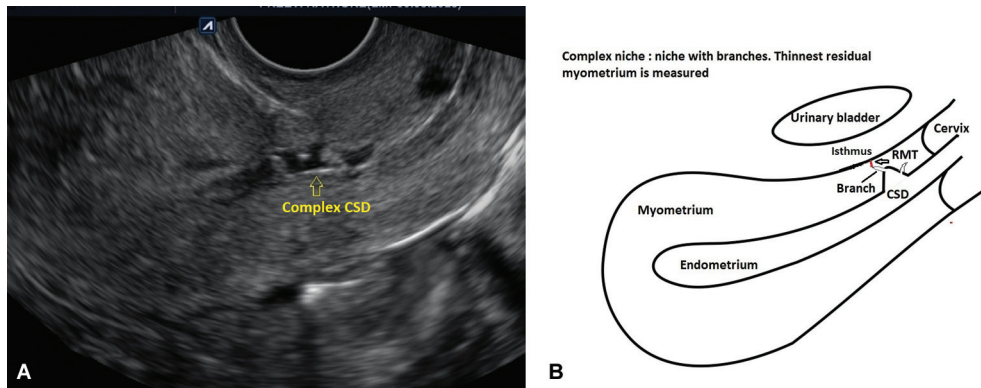 Complex CSD
A
Complex niche : niche with branches. Thinnest residual
myometrium is measured
Urinary bladder
Cervix
Isthmus
RMT
Branch
CSD
Myometrium
Endometrium
B